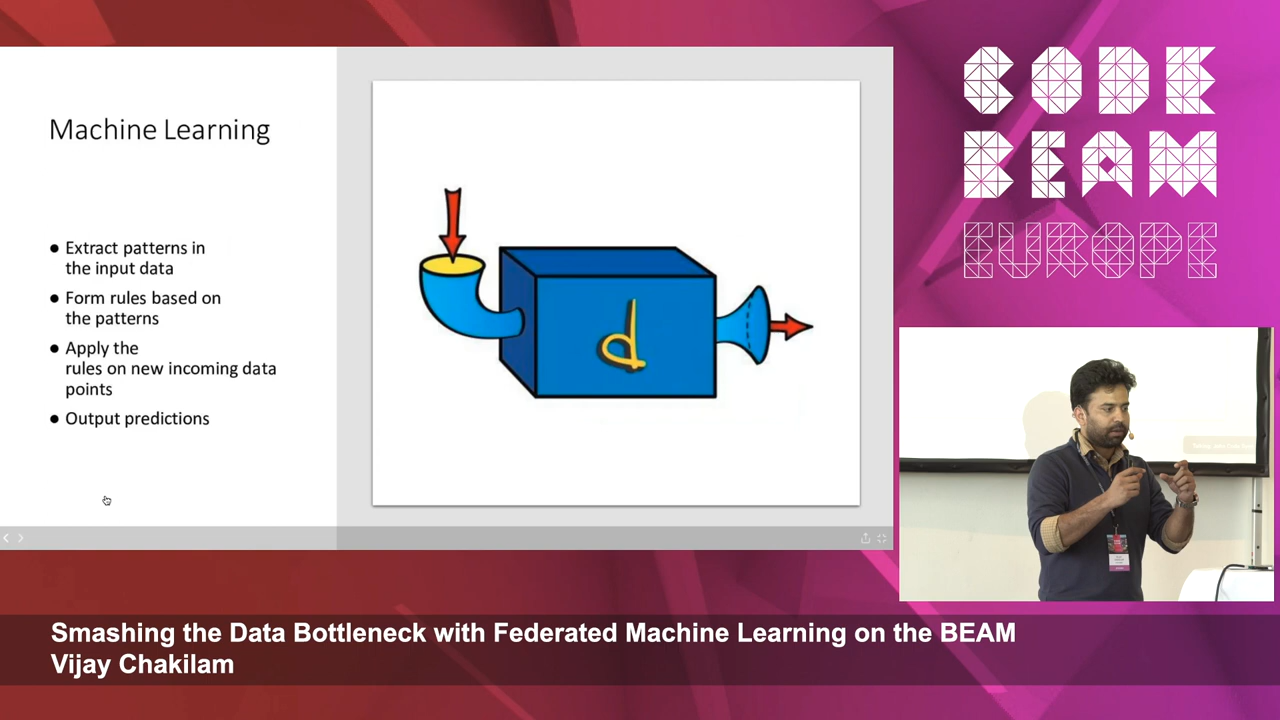 Machine Learning
● Extract patterns in
the input data
● Form rules based on
the patterns
● Apply the
rules on new incoming data
points
● Output predictions
d
CODE
BEAM
EUROPE
Smashing the Data Bottleneck with Federated Machine Learning on the BEAM
Vijay Chakilam